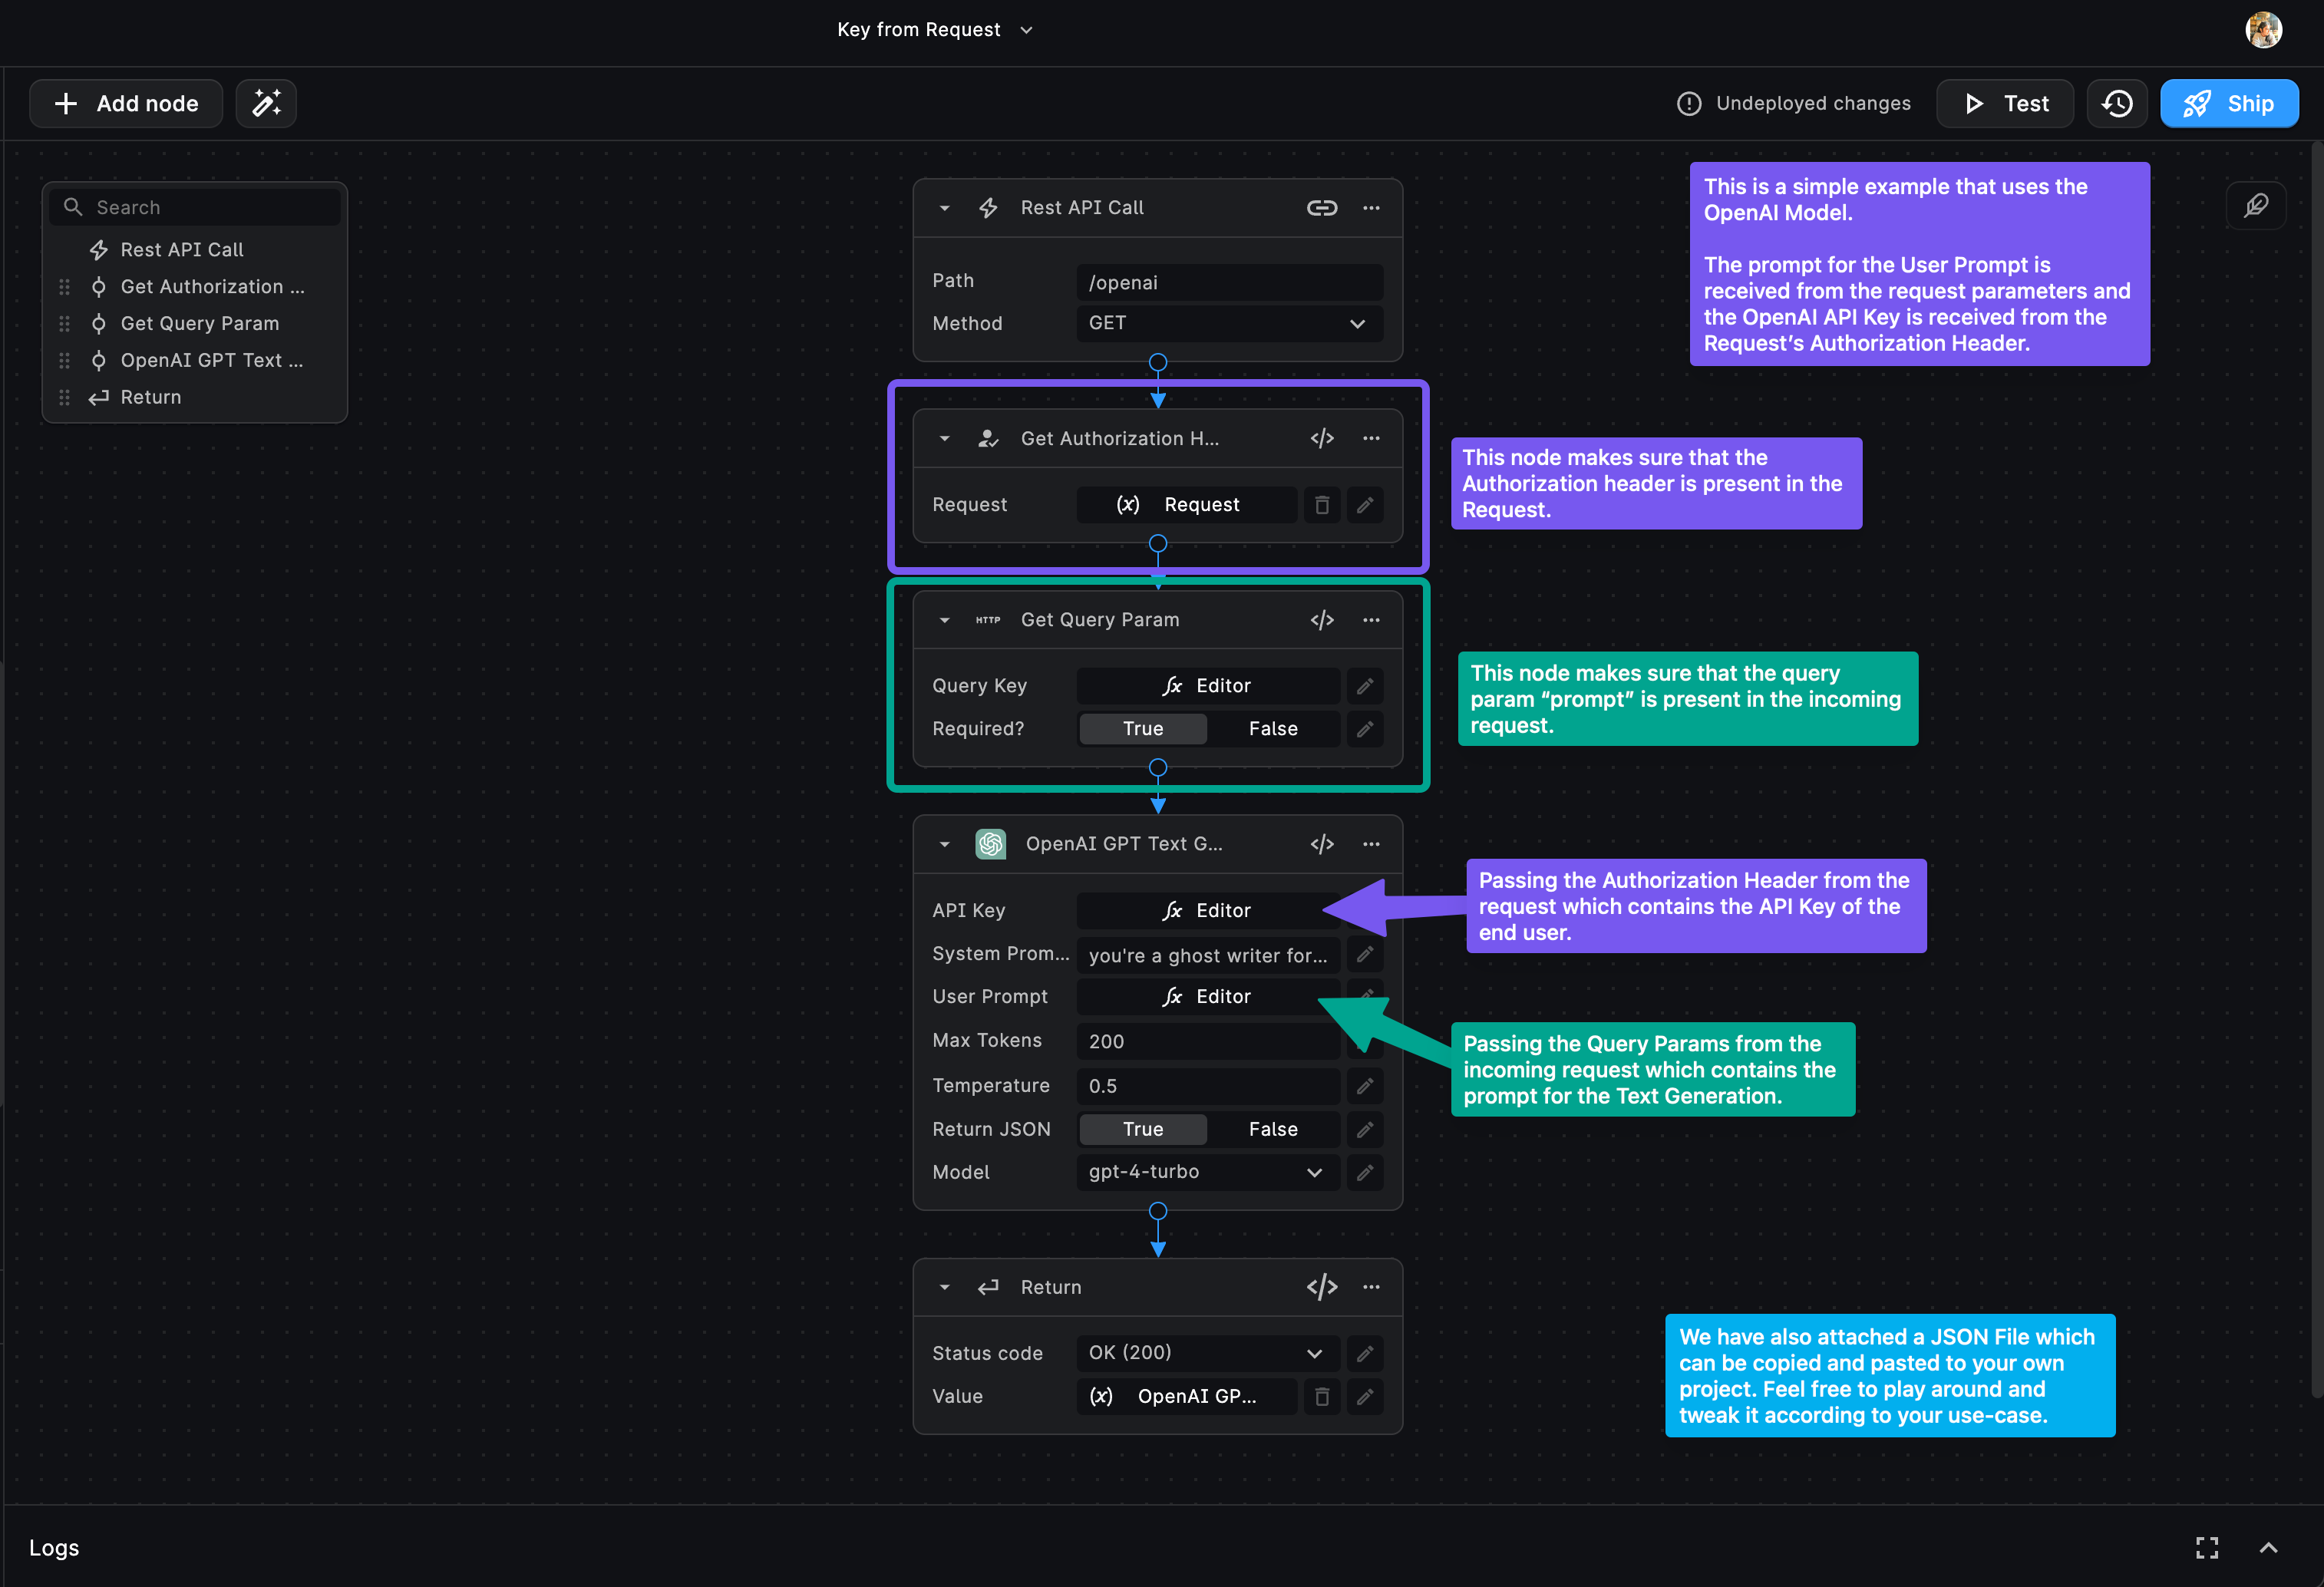 Key from Request
Add node
Undeployed changes
Test
Ship
Search
Rest API Call
Get Authorization ...
Get Query Param
OpenAI GPT Text ...
Return
Rest API Call
Path
/openai
Method
GET
This is a simple example that uses the
OpenAI Model.
The prompt for the User Prompt is
received from the request parameters and
the OpenAI API Key is received from the
Request’s Authorization Header.
Get Authorization H...
Request
(x) Request
This node makes sure that the
Authorization header is present in the
Request.
HTTP Get Query Param
Query Key
fx Editor
Required?
True False
This node makes sure that the query
param “prompt” is present in the incoming
request.
OpenAI GPT Text G...
API Key
fx Editor
System Prom...
you're a ghost writer for...
User Prompt
fx Editor
Max Tokens
200
Temperature
0.5
Return JSON
True False
Model
gpt-4-turbo
Passing the Authorization Header from the
request which contains the API Key of the
end user.
Passing the Query Params from the
incoming request which contains the
prompt for the Text Generation.
Return
Status code
OK (200)
Value
(x) OpenAI GP...
We have also attached a JSON File which
can be copied and pasted to your own
project. Feel free to play around and
tweak it according to your use-case.
Logs